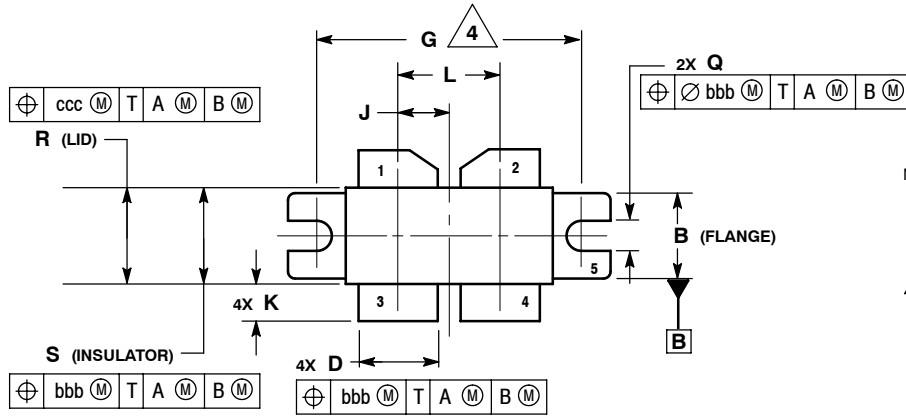 G 4
L
2X Q
⌀ bbb Ⓜ T A Ⓜ B Ⓜ
ccc Ⓜ T A Ⓜ B Ⓜ
J
R (LID)
1 2
B (FLANGE)
5
4X K
3 4
S (INSULATOR)
B
4X D
bbb Ⓜ T A Ⓜ B Ⓜ
bbb Ⓜ T A Ⓜ B Ⓜ